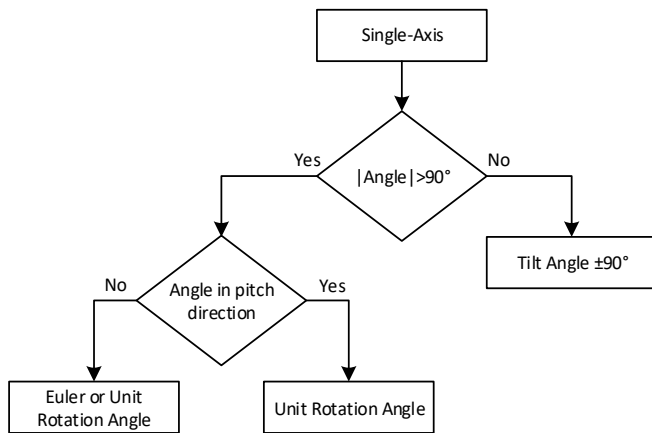 Single-Axis
Yes
|Angle|>90°
No
Tilt Angle ±90°
No
Angle in pitch
direction
Yes
Euler or Unit
Rotation Angle
Unit Rotation Angle